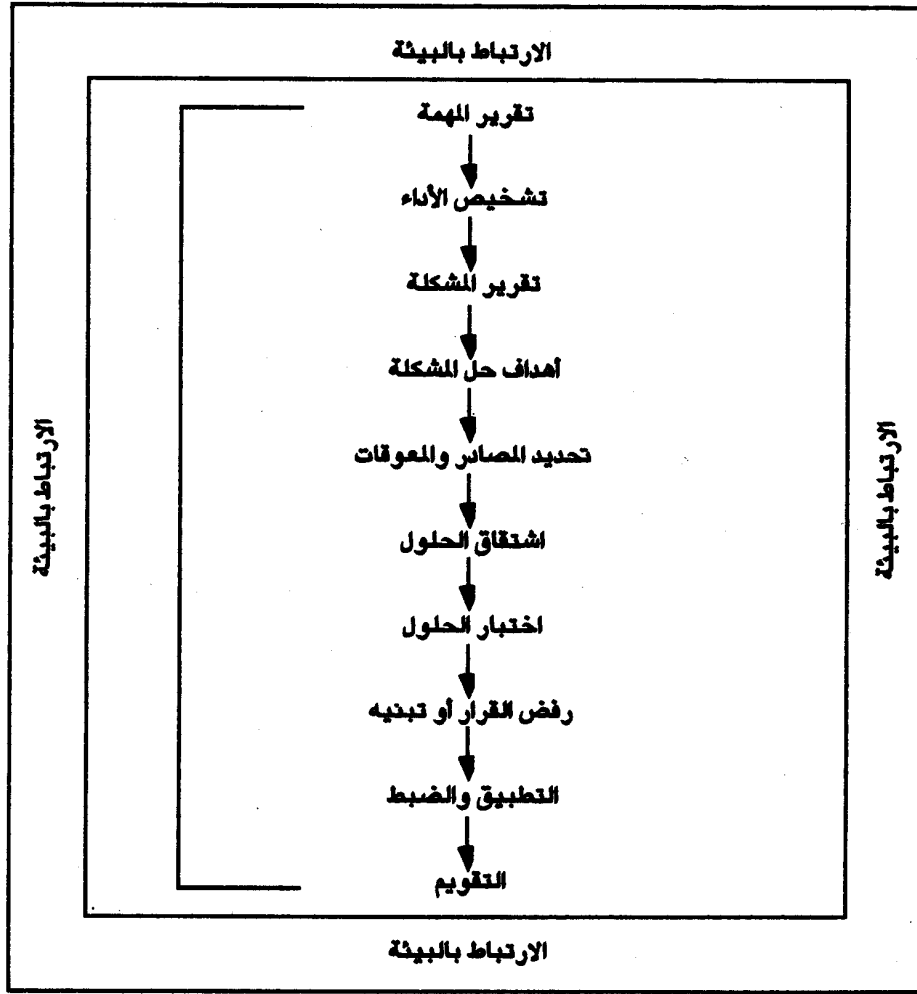 الارتباط بالبيئة
تقرير المهمة
تشخيص الأداء
تقرير المشكلة
أهداف حل المشكلة
تحديد المصادر والمعوقات
اشتقاق الحلول
اختبار الحلول
رفض القرار أو تبنيه
التطبيق والضبط
التقويم
الارتباط بالبيئة
الارتباط بالبيئة
الارتباط بالبيئة